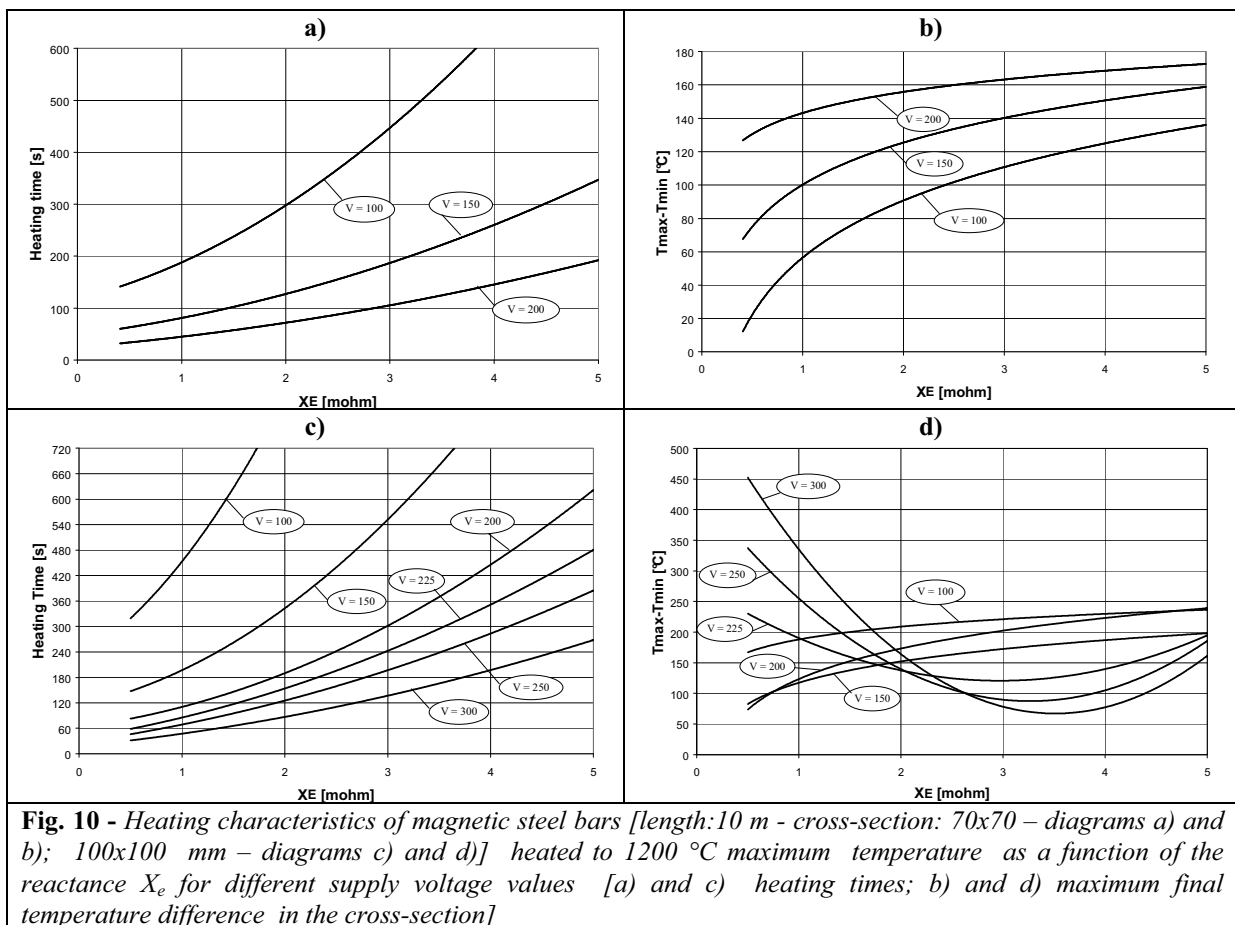 a)
600
500
400
300
200
100
0
Heating time [s]
V = 100
V = 150
V = 200
0 1 2 3 4 5
XE [mohm]
b)
180
160
140
120
100
80
60
40
20
0
Tmax-Tmin [°C]
V = 200
V = 150
V = 100
0 1 2 3 4 5
XE [mohm]
c)
720
660
600
540
480
420
360
300
240
180
120
60
0
Heating Time [s]
V = 100
V = 200
V = 225
V = 150
V = 250
V = 300
0 1 2 3 4 5
XE [mohm]
d)
500
450
400
350
300
250
200
150
100
50
0
Tmax-Tmin [°C]
V = 300
V = 250
V = 100
V = 225
V = 200
V = 150
0 1 2 3 4 5
XE [mohm]
Fig. 10 - Heating characteristics of magnetic steel bars [length:10 m - cross-section: 70x70 – diagrams a) and
b); 100x100 mm – diagrams c) and d)] heated to 1200 °C maximum temperature as a function of the
reactance Xe for different supply voltage values [a) and c) heating times; b) and d) maximum final
temperature difference in the cross-section]